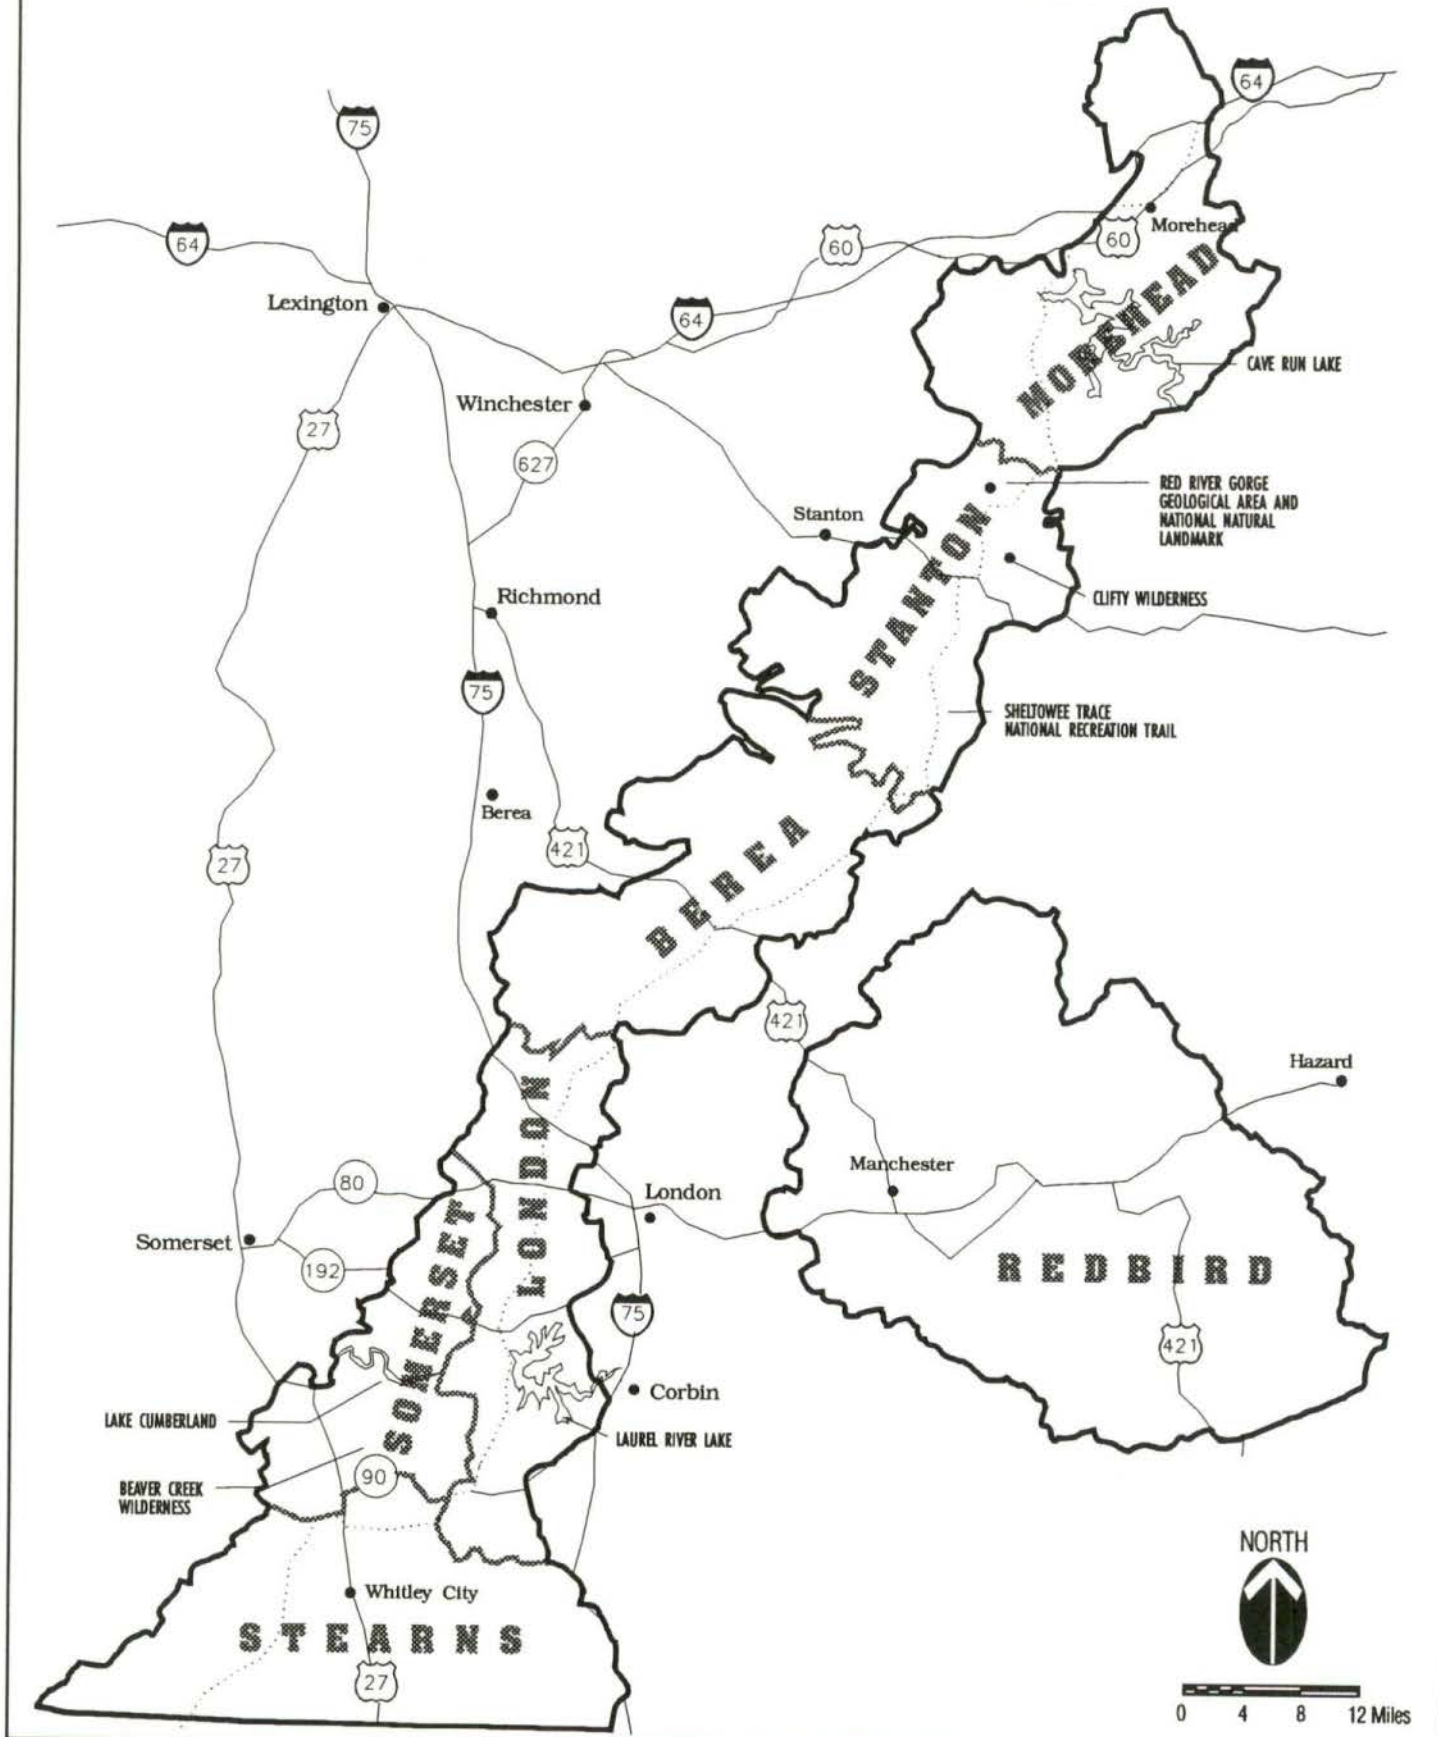 64
75
60
64
Morehead
60
Lexington
64
MOREHEAD
CAVE RUN LAKE
Winchester
27
627
RED RIVER GORGE
GEOLOGICAL AREA AND
NATIONAL NATURAL
LANDMARK
Stanton
STANTON
CLIFTY WILDERNESS
Richmond
75
SHELTOWEE TRACE
NATIONAL RECREATION TRAIL
Berea
421
BEREA
27
421
Hazard
Manchester
LONDON
80
London
Somerset
192
SOMERSET
REDBIRD
75
421
Corbin
LAKE CUMBERLAND
LAUREL RIVER LAKE
90
BEAVER CREEK
WILDERNESS
NORTH
Whitley City
STEARNS
27
0 4 8 12 Miles